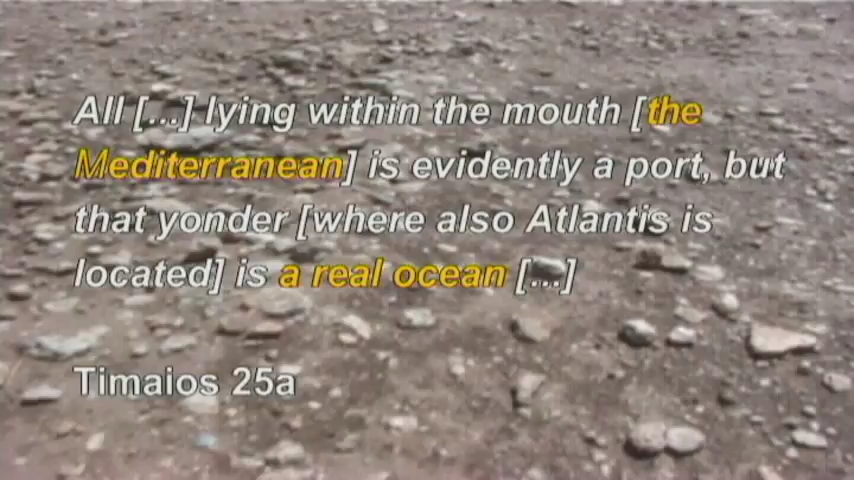 All [...] lying within the mouth [the
Mediterranean] is evidently a port, but
that yonder [where also Atlantis is
located] is a real ocean [...]
Timaios 25a